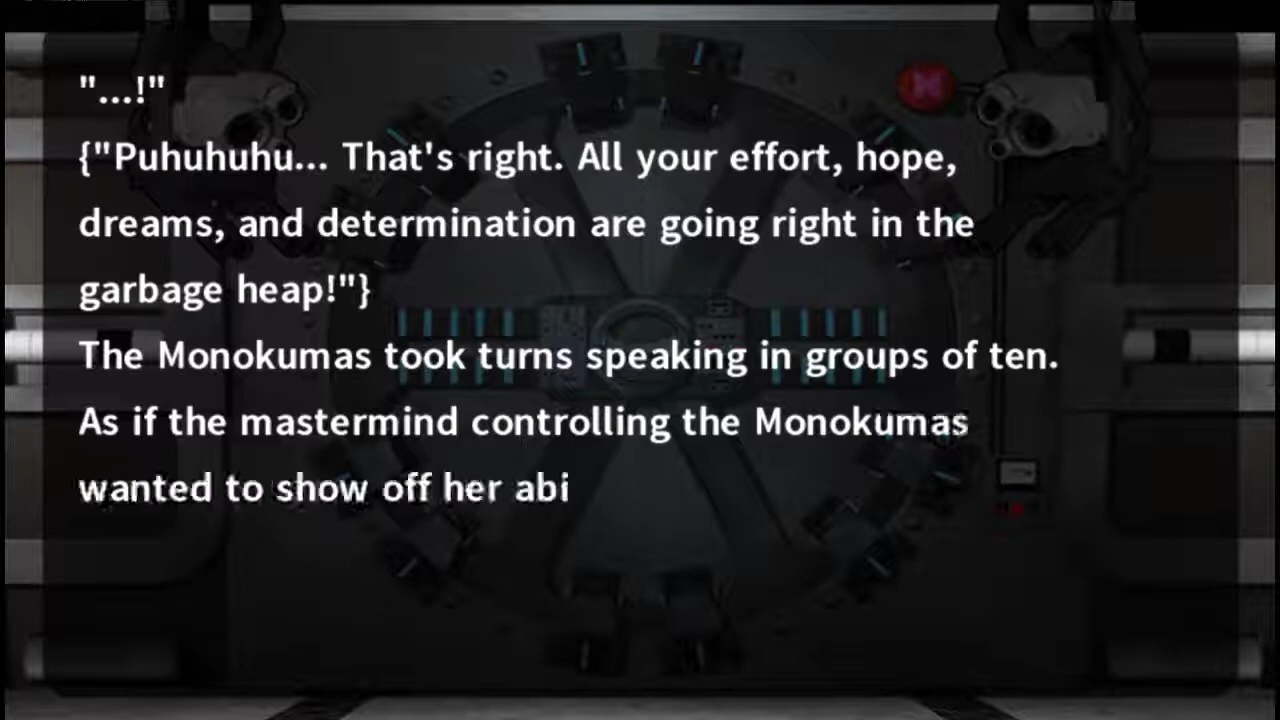 "...!"
{"Puhuhuhu... That's right. All your effort, hope,
dreams, and determination are going right in the
garbage heap!"}
The Monokumas took turns speaking in groups of ten.
As if the mastermind controlling the Monokumas
wanted to show off her abi